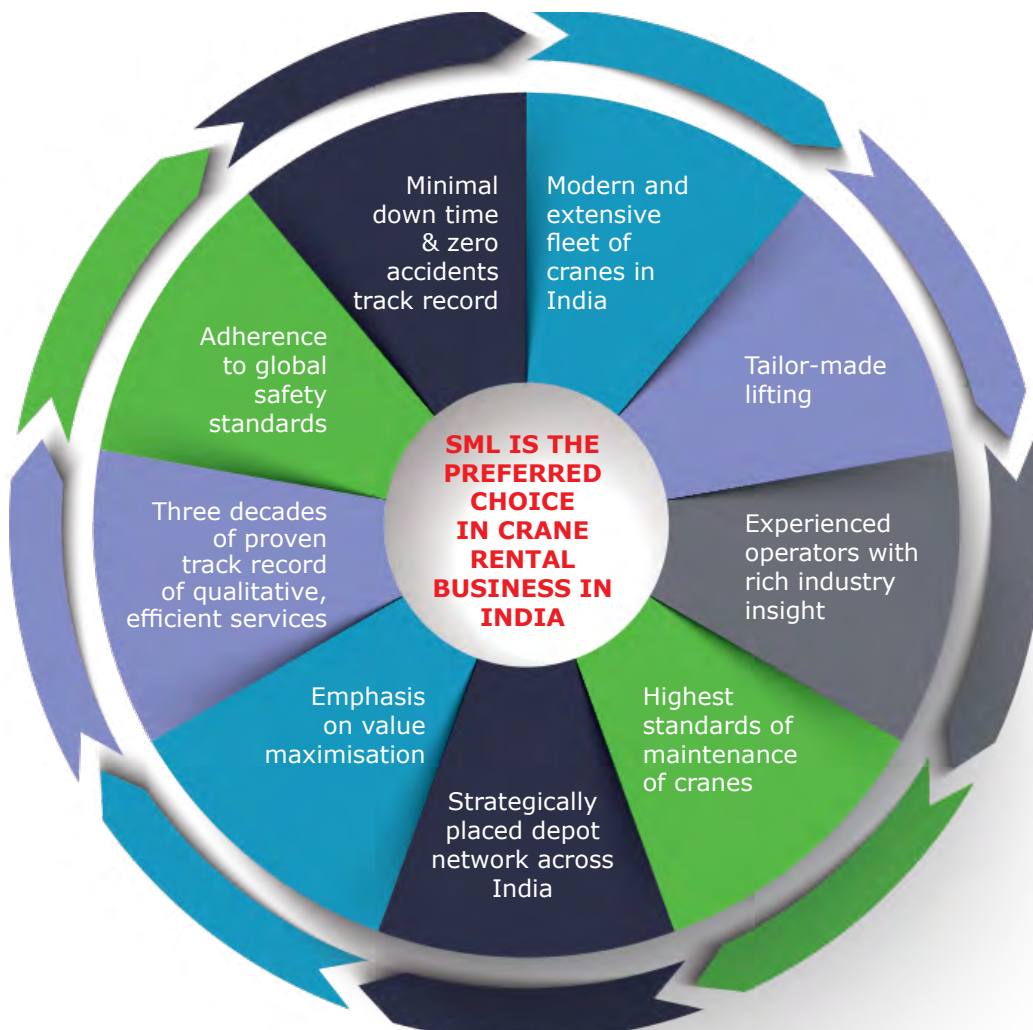 SML IS THE
PREFERRED
CHOICE
IN CRANE
RENTAL
BUSINESS IN
INDIA
Modern and
extensive
fleet of
cranes in
India
Tailor-made
lifting
Experienced
operators with
rich industry
insight
Highest
standards of
maintenance
of cranes
Strategically
placed depot
network across
India
Emphasis
on value
maximisation
Three decades
of proven
track record
of qualitative,
efficient services
Adherence
to global
safety
standards
Minimal
down time
& zero
accidents
track record